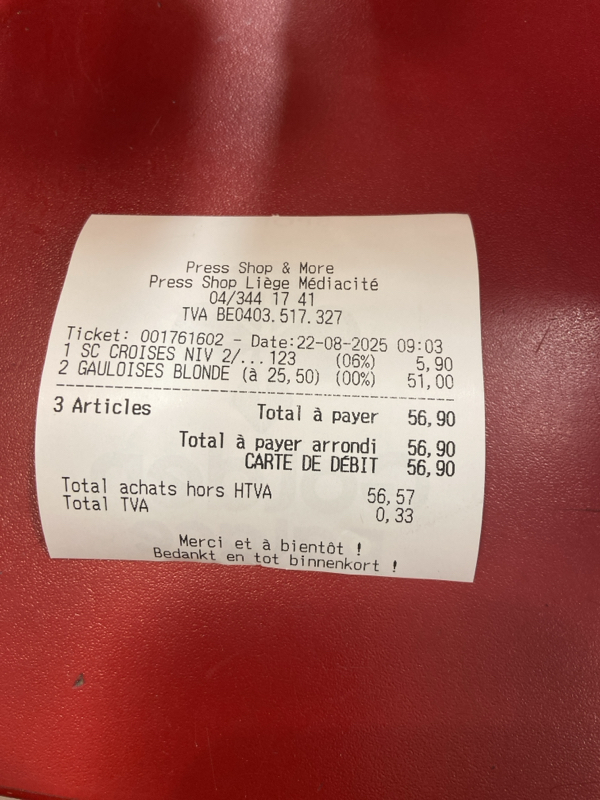 Press Shop & More
Press Shop Liège Médiacité
04/344 17 41
TVA BE0403.517.327
Ticket: 001761602 - Date:22-08-2025 09:03
1 SC CROISES NIV 2/...123 (06%) 5,90
2 GAULOISES BLONDE (à 25,50) (00%) 51,00
3 Articles Total à payer 56,90
Total à payer arrondi 56,90
CARTE DE DÉBIT 56,90
Total achats hors HTVA 56,57
Total TVA 0,33
Merci et à bientôt !
Bedankt en tot binnenkort !